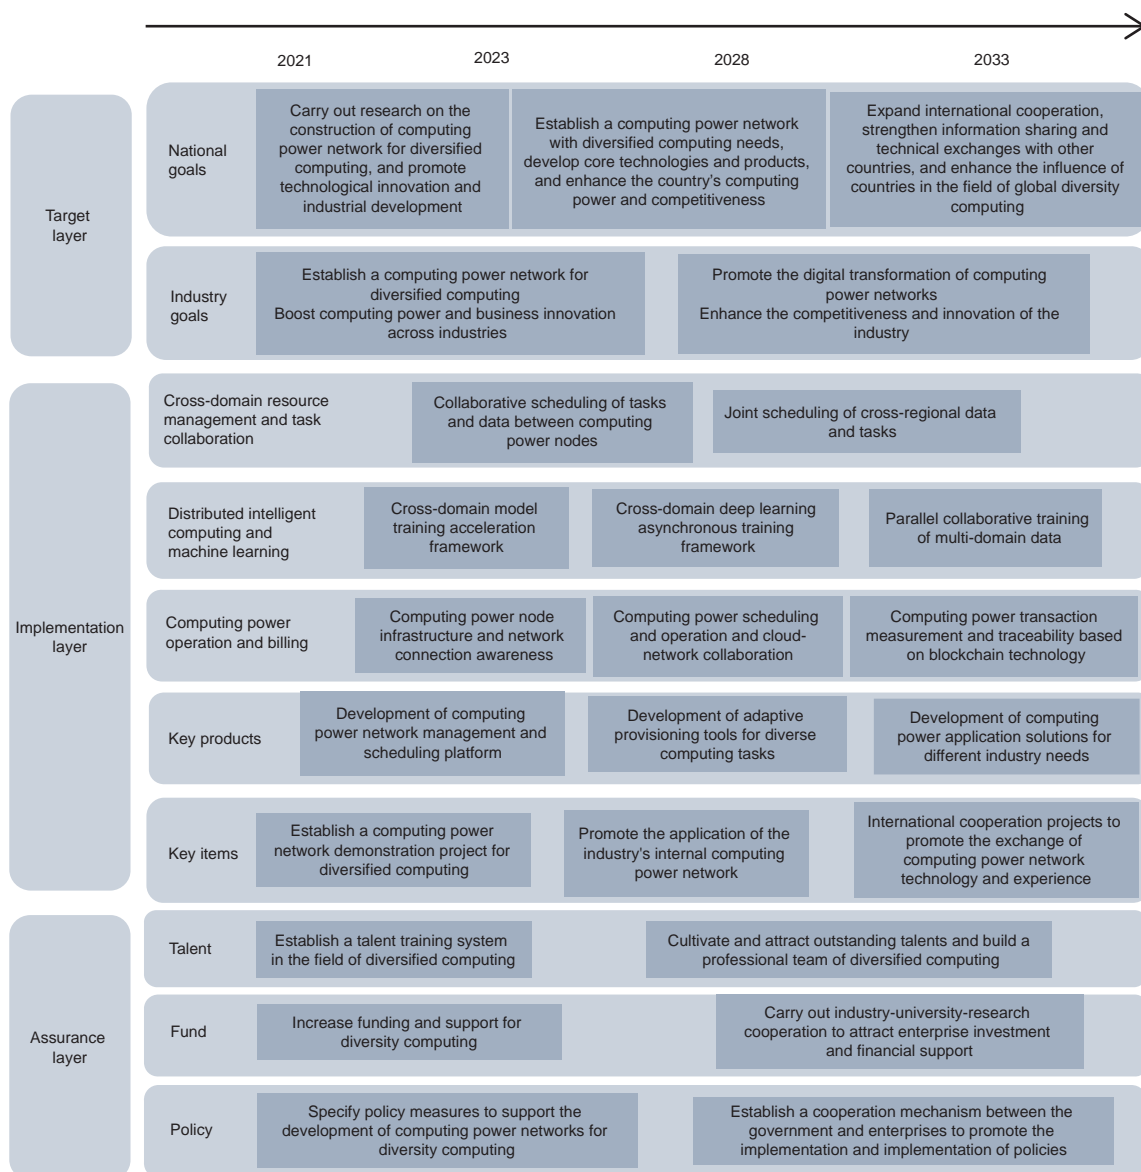 2021
2023
2028
2033
Target
layer
National
goals
Carry out research on the
construction of computing
power network for diversified
computing, and promote
technological innovation and
industrial development
Establish a computing power network
with diversified computing needs,
develop core technologies and products,
and enhance the country's computing
power and competitiveness
Expand international cooperation,
strengthen information sharing and
technical exchanges with other
countries, and enhance the influence of
countries in the field of global diversity
computing
Industry
goals
Establish a computing power network for
diversified computing
Boost computing power and business innovation
across industries
Promote the digital transformation of computing
power networks
Enhance the competitiveness and innovation of the
industry
Implementation
layer
Cross-domain resource
management and task
collaboration
Collaborative scheduling of tasks
and data between computing
power nodes
Joint scheduling of cross-regional data
and tasks
Distributed intelligent
computing and
machine learning
Cross-domain model
training acceleration
framework
Cross-domain deep learning
asynchronous training
framework
Parallel collaborative training
of multi-domain data
Computing power
operation and billing
Computing power node
infrastructure and network
connection awareness
Computing power scheduling
and operation and cloud-
network collaboration
Computing power transaction
measurement and traceability based
on blockchain technology
Key products
Development of computing
power network management and
scheduling platform
Development of adaptive
provisioning tools for diverse
computing tasks
Development of computing
power application solutions for
different industry needs
Key items
Establish a computing power
network demonstration project for
diversified computing
Promote the application of the
industry's internal computing
power network
International cooperation projects to
promote the exchange of
computing power network
technology and experience
Assurance
layer
Talent
Establish a talent training system
in the field of diversified computing
Cultivate and attract outstanding talents and build a
professional team of diversified computing
Fund
Increase funding and support for
diversity computing
Carry out industry-university-research
cooperation to attract enterprise investment
and financial support
Policy
Specify policy measures to support the
development of computing power networks for
diversity computing
Establish a cooperation mechanism between the
government and enterprises to promote the
implementation and implementation of policies